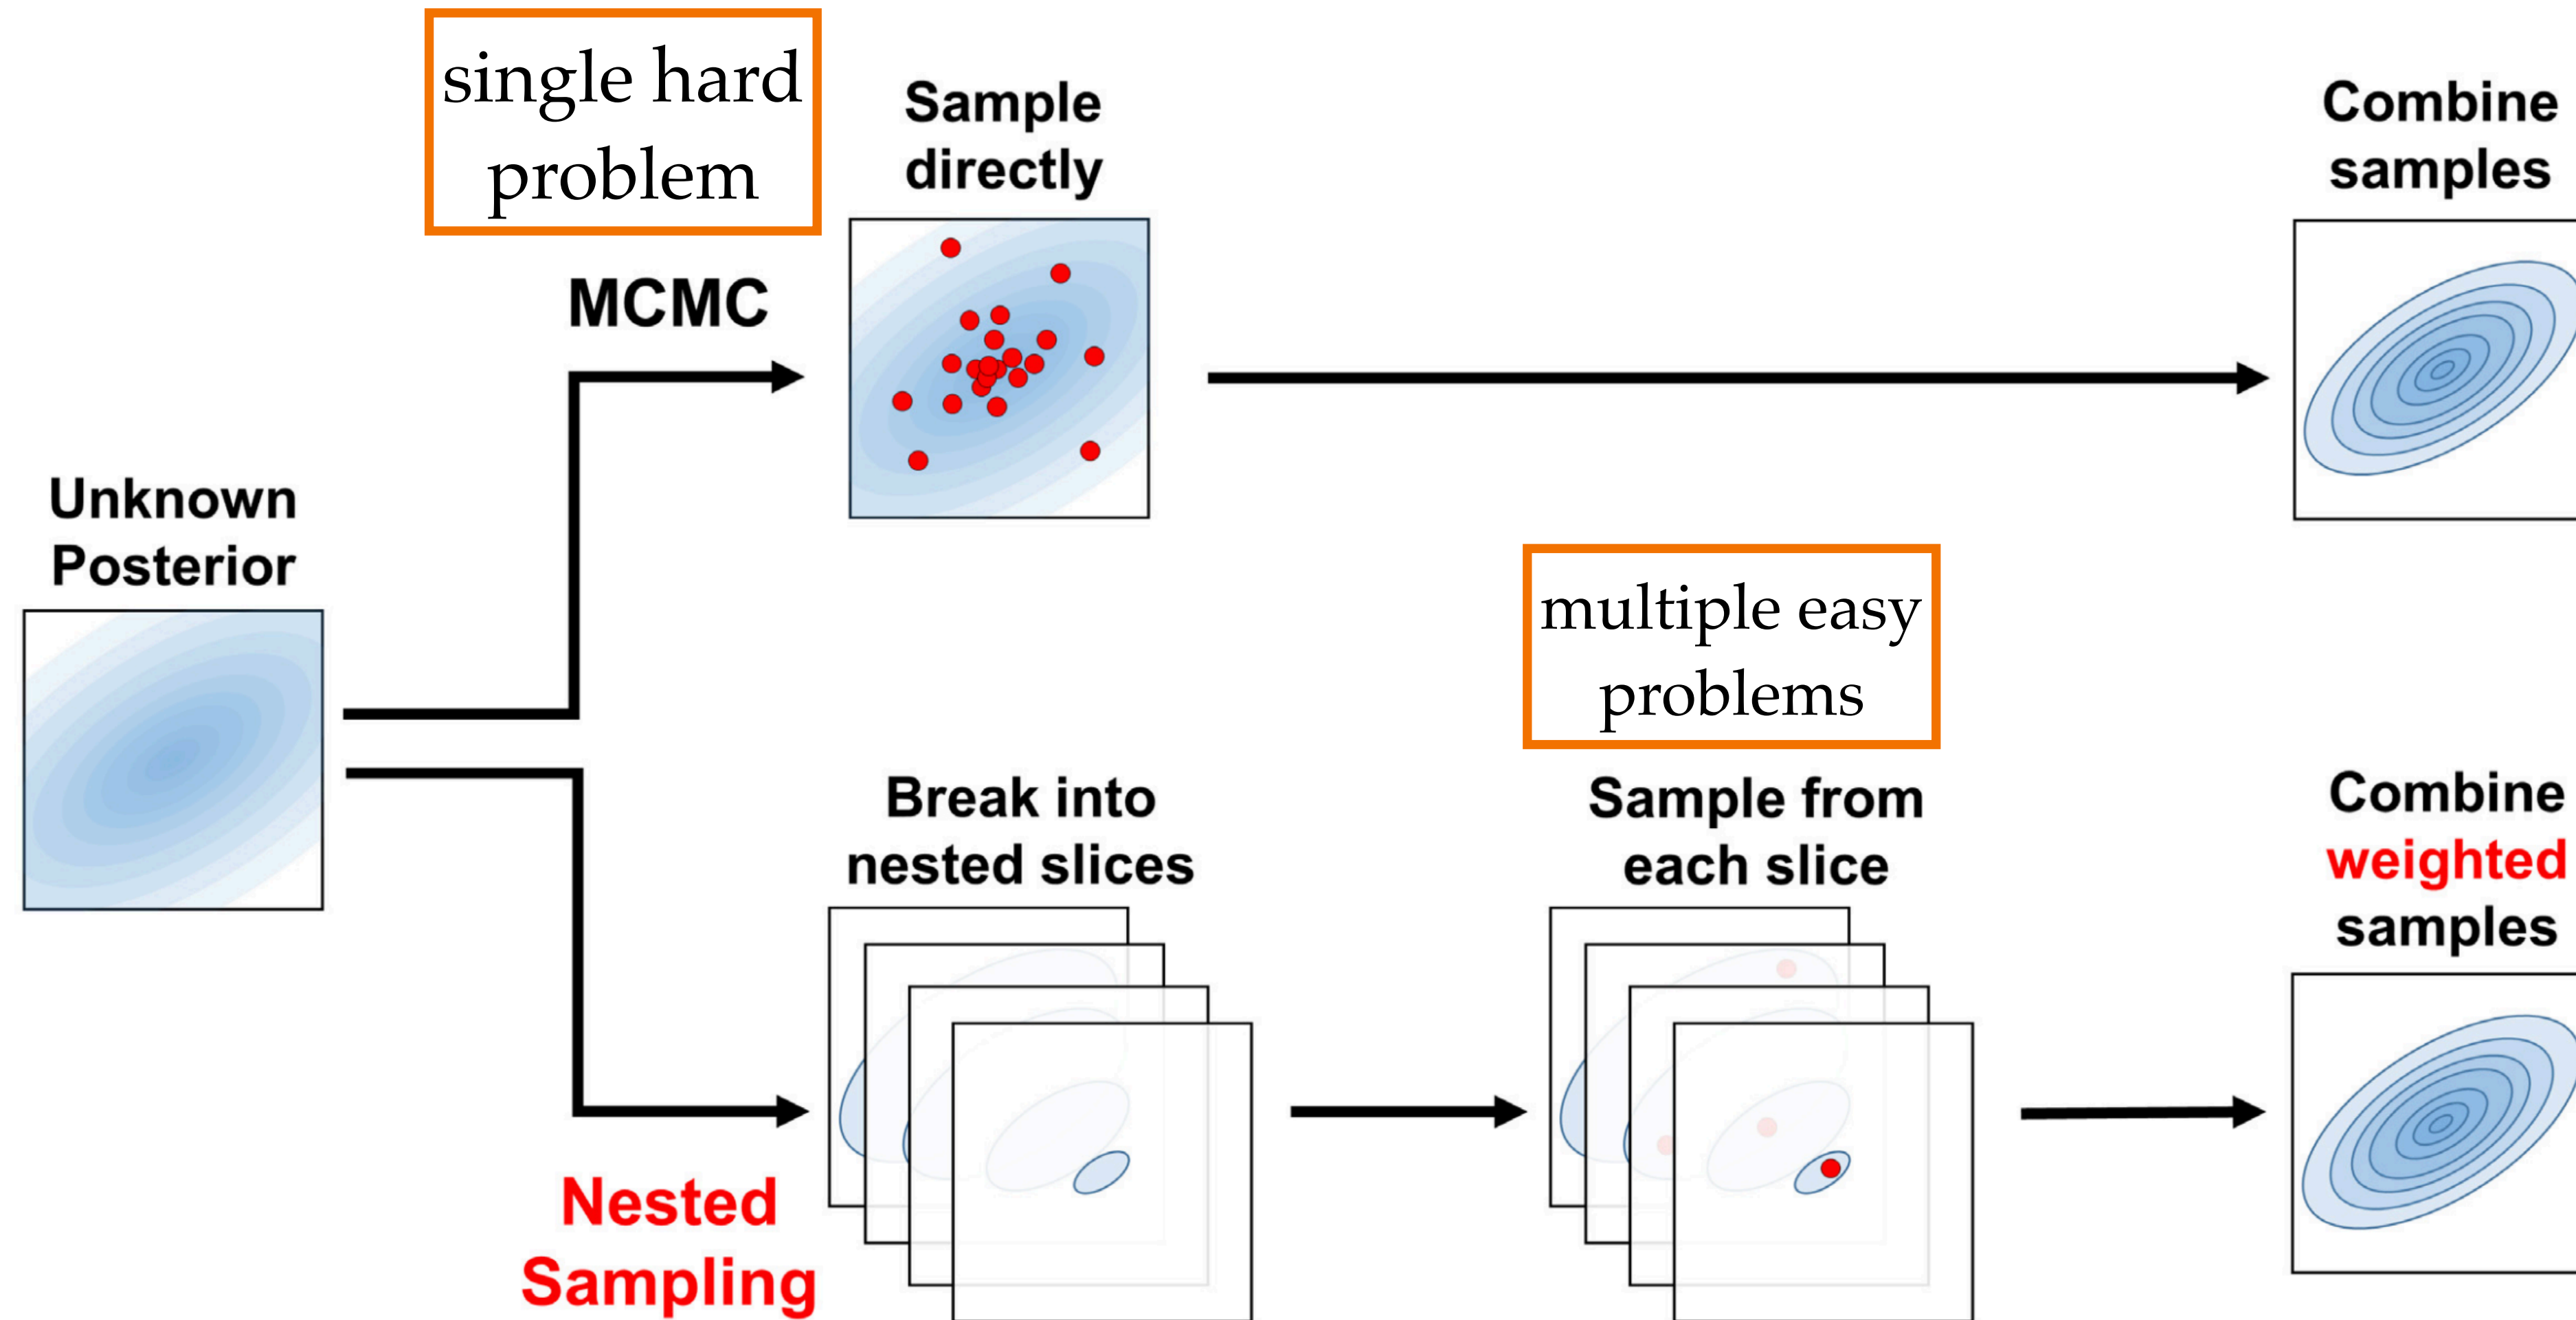 single hard
problem
Sample
directly
Combine
samples
MCMC
Unknown
Posterior
multiple easy
problems
Break into
nested slices
Sample from
each slice
Combine
weighted
samples
Nested
Sampling